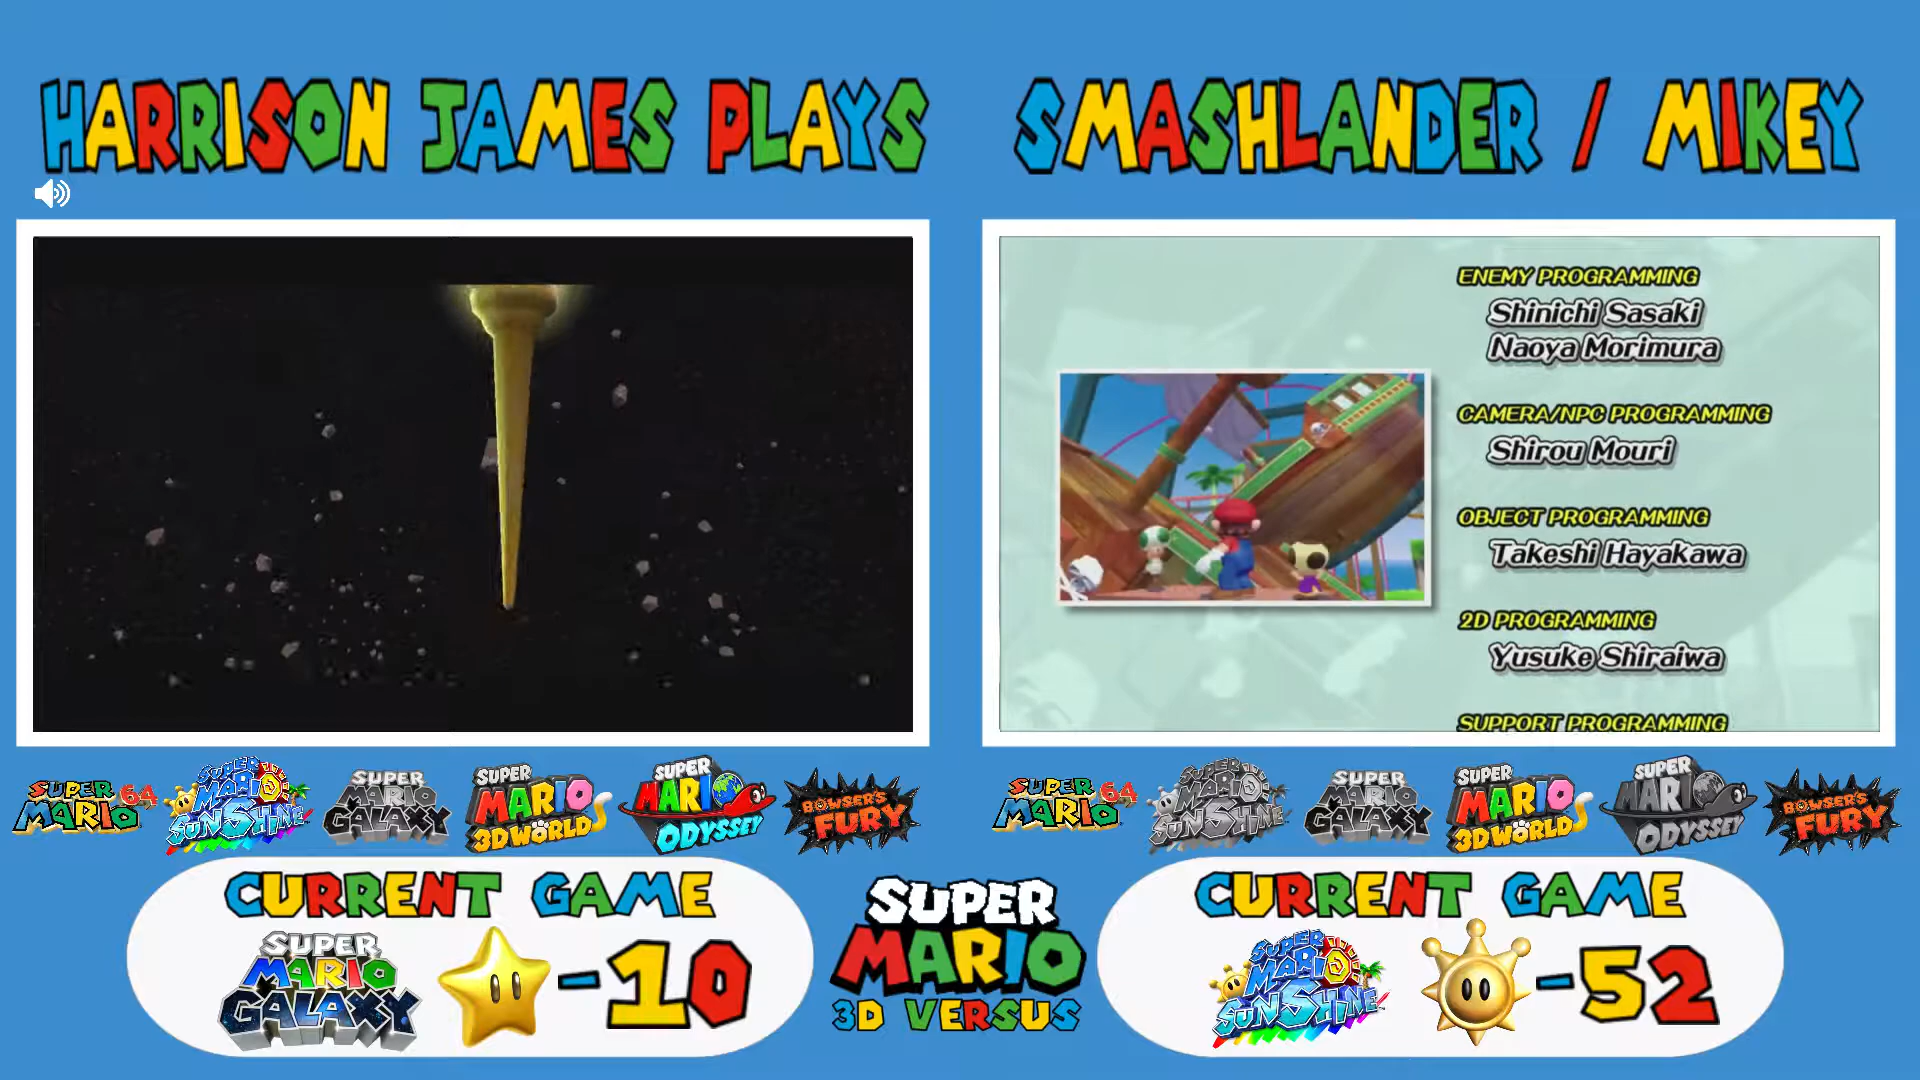 HARRISON JAMES PLAYS
SMASHLANDER / MIKEY
ENEMY PROGRAMMING
Shinichi Sasaki
Naoya Morimura
CAMERA/NPC PROGRAMMING
Shirou Mouri
OBJECT PROGRAMMING
Takeshi Hayakawa
2D PROGRAMMING
Yusuke Shiraiwa
SUPPORT PROGRAMMING
SUPER MARIO 64
SUPER MARIO SUNSHINE
SUPER MARIO GALAXY
SUPER MARIO 3D WORLD
SUPER MARIO ODYSSEY
BOWSER'S FURY
SUPER MARIO 64
SUPER MARIO SUNSHINE
SUPER MARIO GALAXY
SUPER MARIO 3D WORLD
SUPER MARIO ODYSSEY
BOWSER'S FURY
CURRENT GAME
SUPER MARIO GALAXY
-10
SUPER
MARIO
3D VERSUS
CURRENT GAME
SUPER MARIO SUNSHINE
-52